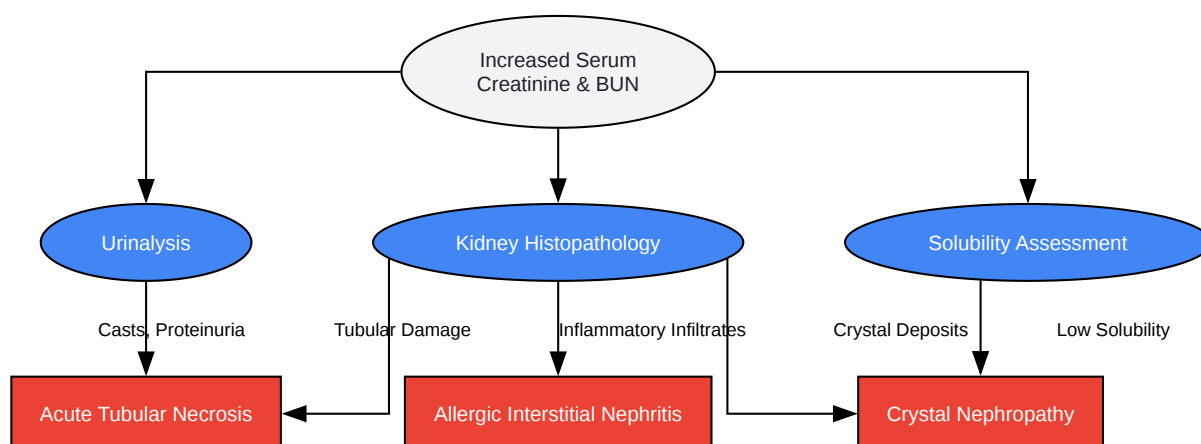 Increased Serum
Creatinine & BUN
Urinalysis
Kidney Histopathology
Solubility Assessment
Casts, Proteinuria
Tubular Damage
Inflammatory Infiltrates
Crystal Deposits
Low Solubility
Acute Tubular Necrosis
Allergic Interstitial Nephritis
Crystal Nephropathy